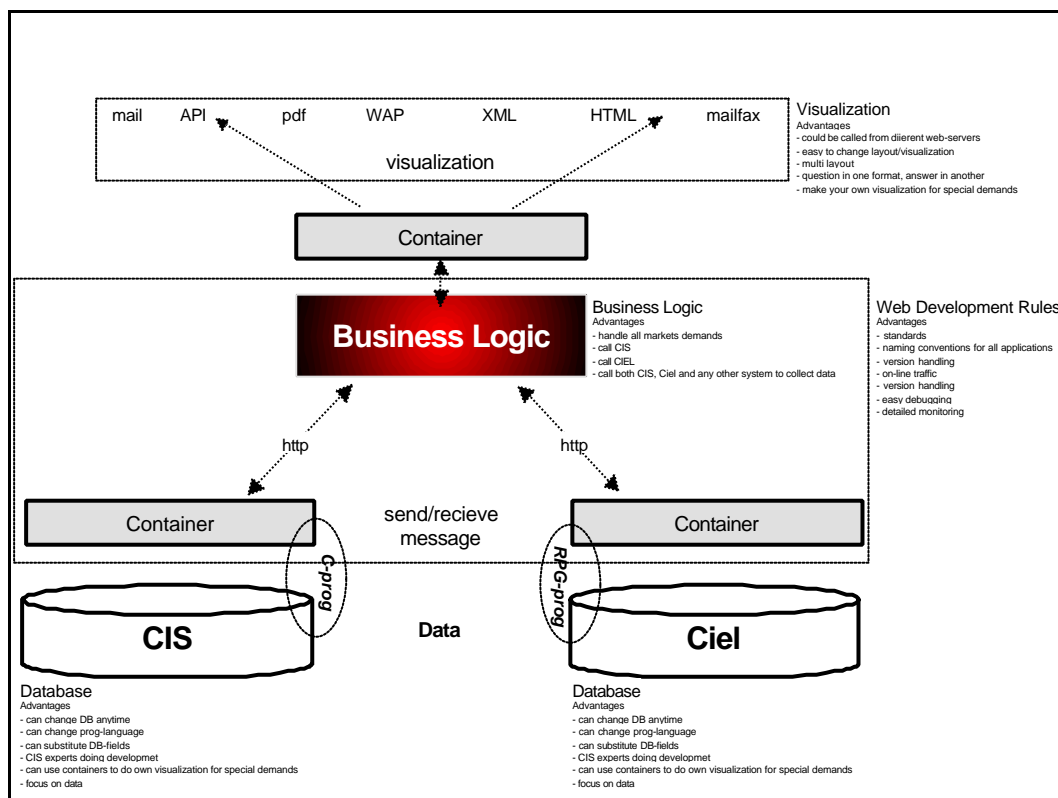 mail API pdf WAP XML HTML mailfax
visualization
Visualization
Advantages
- could be called from diierent web-servers
- easy to change layout/visualization
- multi layout
- question in one format, answer in another
- make your own visualization for special demands
Container
Business Logic
Business Logic
Advantages
- handle all markets demands
- call CIS
- call CIEL
- call both CIS, Ciel and any other system to collect data
Web Development Rules
Advantages
- standards
- naming conventions for all applications
- version handling
- on-line traffic
- version handling
- easy debugging
- detailed monitoring
http
http
Container
send/recieve
message
Container
C-prog
RPG-prog
CIS
Data
Ciel
Database
Advantages
- can change DB anytime
- can change prog-language
- can substitute DB-fields
- CIS experts doing developmet
- can use containers to do own visualization for special demands
- focus on data
Database
Advantages
- can change DB anytime
- can change prog-language
- can substitute DB-fields
- CIS experts doing developmet
- can use containers to do own visualization for special demands
- focus on data